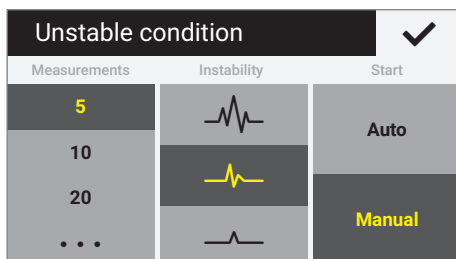 Unstable condition
Measurements Instability Start
5
10
20
...
Auto
Manual